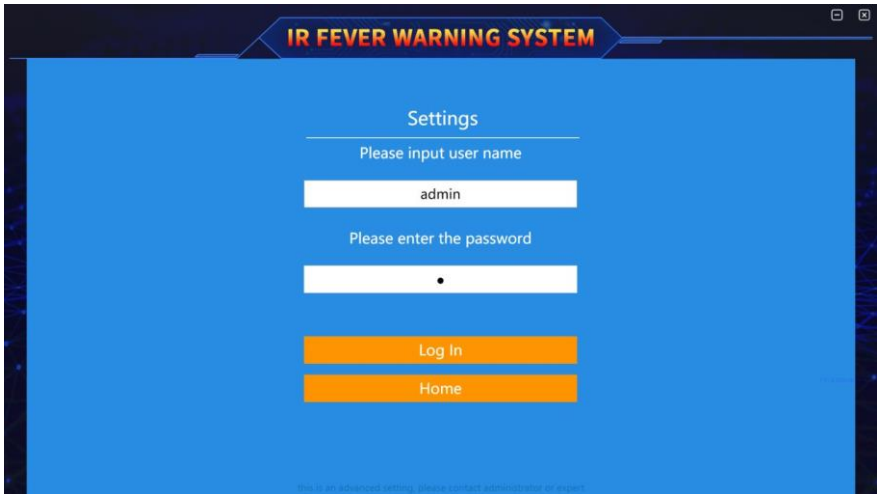 IR FEVER WARNING SYSTEM
Settings
Please input user name
admin
Please enter the password
Log In
Home
this is an advanced setting, please contact administrator or expert